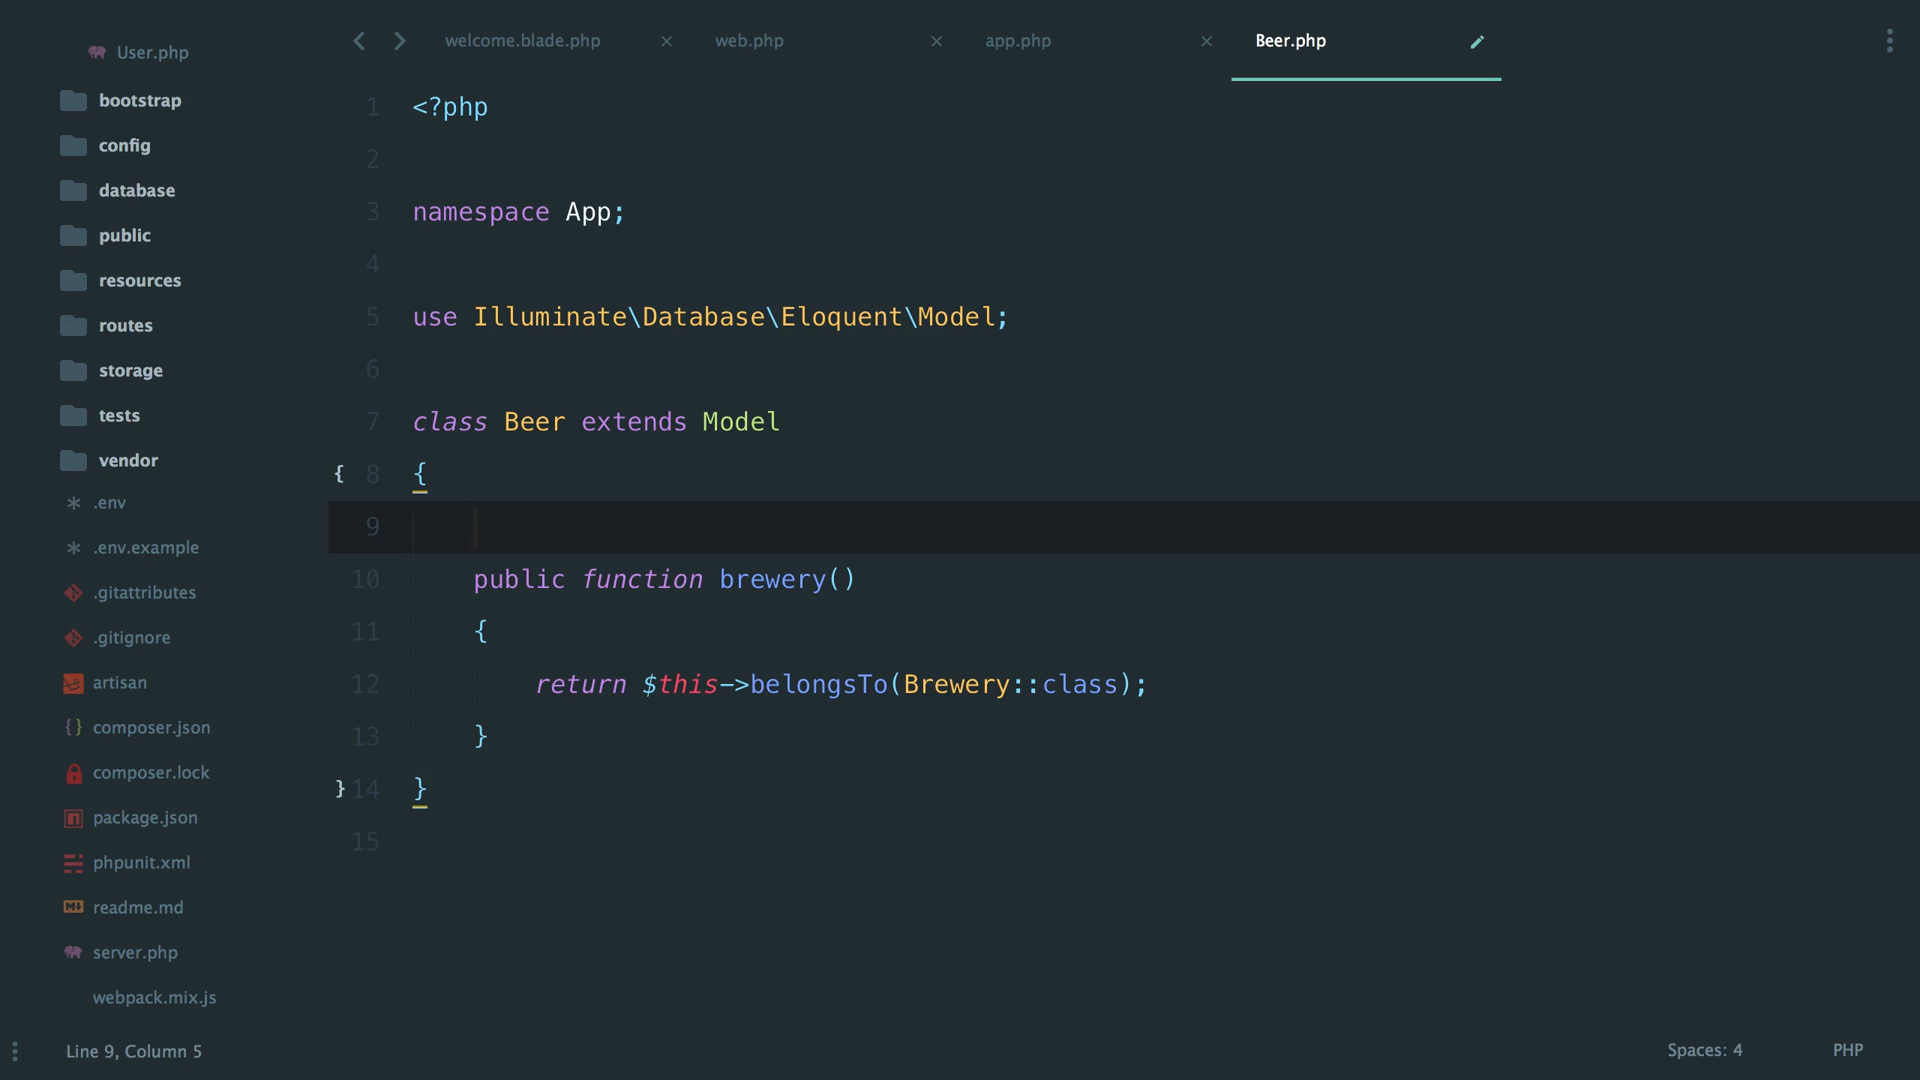 User.php
bootstrap
config
database
public
resources
routes
storage
tests
vendor
.env
.env.example
.gitattributes
.gitignore
artisan
composer.json
composer.lock
package.json
phpunit.xml
readme.md
server.php
webpack.mix.js
welcome.blade.php
web.php
app.php
Beer.php
1 <?php
2
3 namespace App;
4
5 use Illuminate\Database\Eloquent\Model;
6
7 class Beer extends Model
{ 8 {
9
10     public function brewery()
11     {
12         return $this->belongsTo(Brewery::class);
13     }
} 14 }
15
Line 9, Column 5
Spaces: 4
PHP